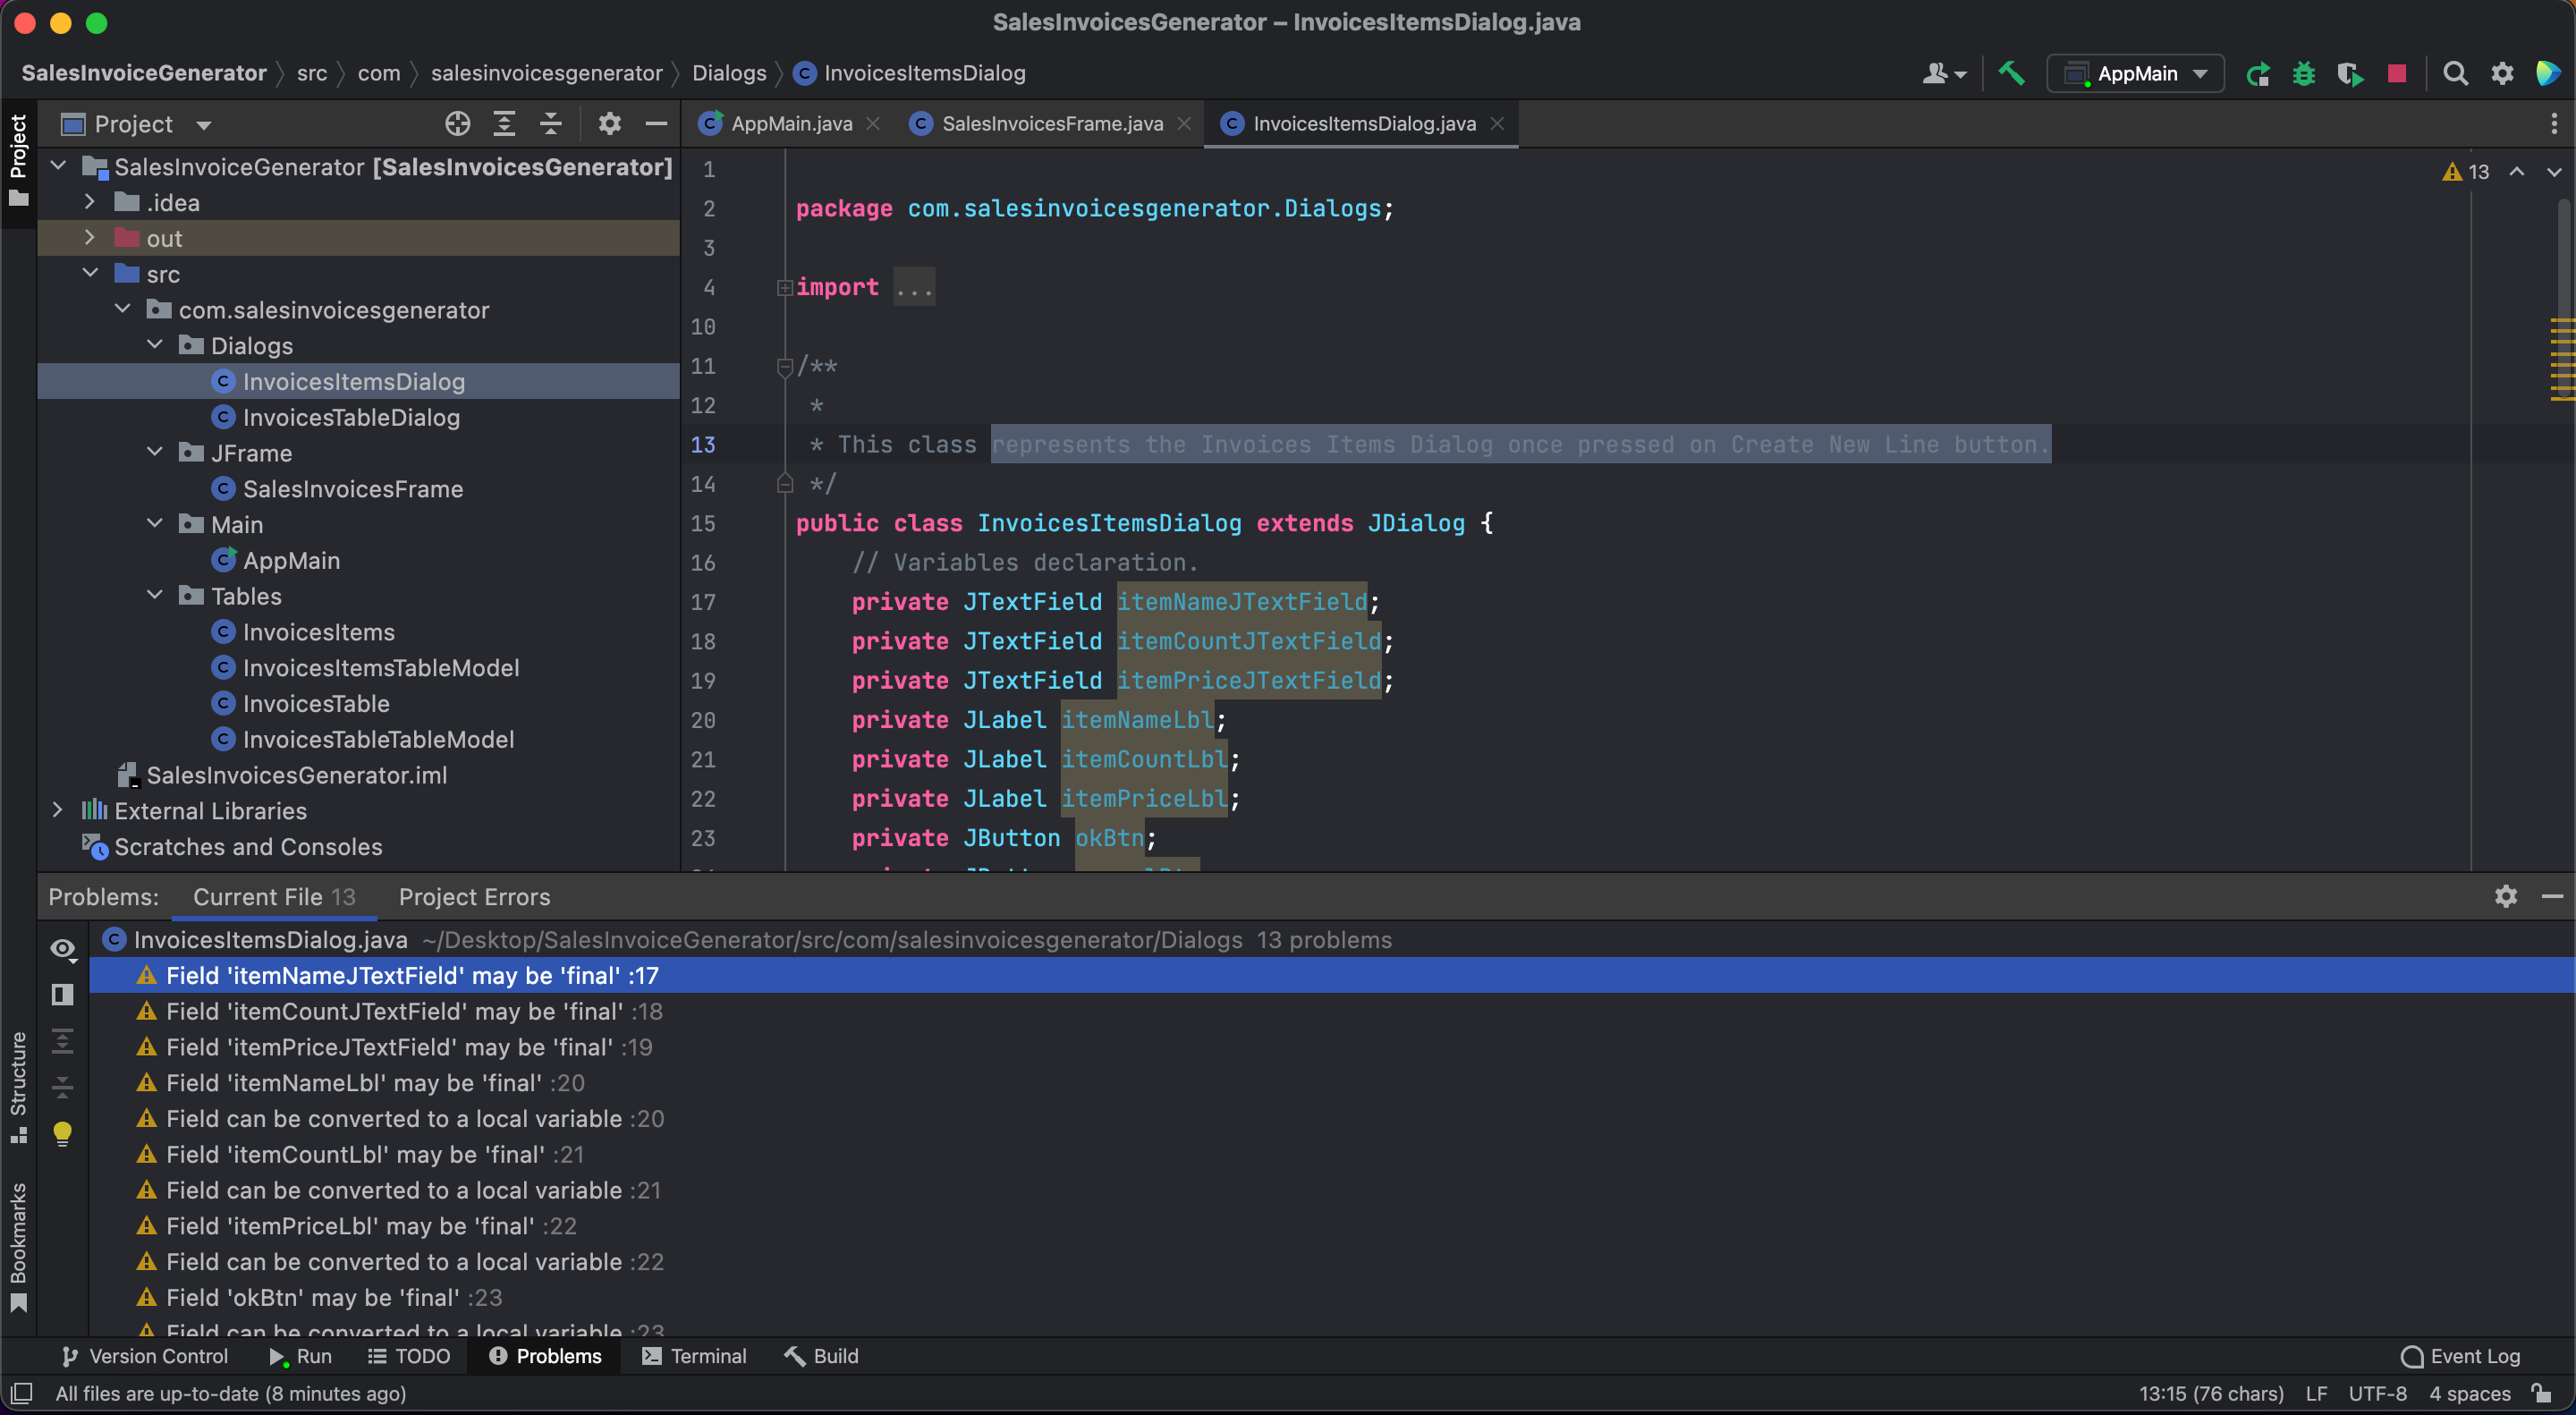 SalesInvoicesGenerator – InvoicesItemsDialog.java
SalesInvoiceGenerator src com salesinvoicesgenerator Dialogs InvoicesItemsDialog
AppMain
Project
Project
SalesInvoiceGenerator [SalesInvoicesGenerator]
.idea
out
src
com.salesinvoicesgenerator
Dialogs
InvoicesItemsDialog
InvoicesTableDialog
JFrame
SalesInvoicesFrame
Main
AppMain
Tables
InvoicesItems
InvoicesItemsTableModel
InvoicesTable
InvoicesTableTableModel
SalesInvoicesGenerator.iml
External Libraries
Scratches and Consoles
AppMain.java SalesInvoicesFrame.java InvoicesItemsDialog.java
13
1
2 package com.salesinvoicesgenerator.Dialogs;
3
4 import ...
10
11 /**
12 *
13 * This class represents the Invoices Items Dialog once pressed on Create New Line button.
14 */
15 public class InvoicesItemsDialog extends JDialog {
16 // Variables declaration.
17 private JTextField itemNameJTextField;
18 private JTextField itemCountJTextField;
19 private JTextField itemPriceJTextField;
20 private JLabel itemNameLbl;
21 private JLabel itemCountLbl;
22 private JLabel itemPriceLbl;
23 private JButton okBtn;
Problems: Current File 13 Project Errors
InvoicesItemsDialog.java ~/Desktop/SalesInvoiceGenerator/src/com/salesinvoicesgenerator/Dialogs 13 problems
Field 'itemNameJTextField' may be 'final' :17
Field 'itemCountJTextField' may be 'final' :18
Field 'itemPriceJTextField' may be 'final' :19
Field 'itemNameLbl' may be 'final' :20
Field can be converted to a local variable :20
Field 'itemCountLbl' may be 'final' :21
Field can be converted to a local variable :21
Field 'itemPriceLbl' may be 'final' :22
Field can be converted to a local variable :22
Field 'okBtn' may be 'final' :23
Field can be converted to a local variable :23
Structure
Bookmarks
Version Control Run TODO Problems Terminal Build Event Log
All files are up-to-date (8 minutes ago) 13:15 (76 chars) LF UTF-8 4 spaces